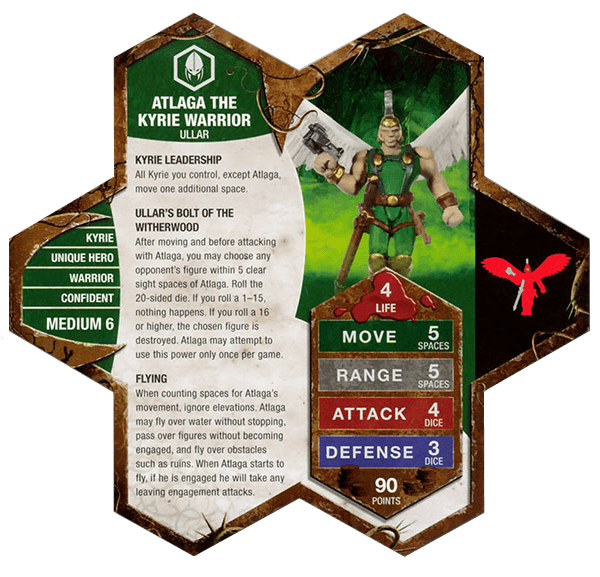 ATLAGA THE
KYRIE WARRIOR
ULLAR
KYRIE LEADERSHIP
All Kyrie you control, except Atlaga,
move one additional space.
ULLAR'S BOLT OF THE
WITHERWOOD
After moving and before attacking
with Atlaga, you may choose any
opponent's figure within 5 clear
sight spaces of Atlaga. Roll the
20-sided die. If you roll a 1–15,
nothing happens. If you roll a 16
or higher, the chosen figure is
destroyed. Atlaga may attempt to
use this power only once per game.
FLYING
When counting spaces for Atlaga's
movement, ignore elevations. Atlaga
may fly over water without stopping,
pass over figures without becoming
engaged, and fly over obstacles
such as ruins. When Atlaga starts to
fly, if he is engaged he will take any
leaving engagement attacks.
KYRIE
UNIQUE HERO
WARRIOR
CONFIDENT
MEDIUM 6
4
LIFE
MOVE 5
SPACES
RANGE 5
SPACES
ATTACK 4
DICE
DEFENSE 3
DICE
90
POINTS